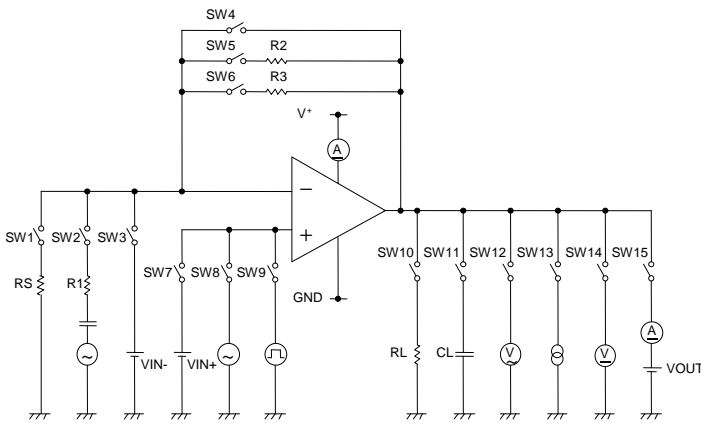 SW4
SW5 R2
SW6 R3
V+
A
−
+
SW1 SW2 SW3
SW7 SW8 SW9
SW10 SW11 SW12 SW13 SW14 SW15
RS R1
GND
A
VIN- VIN+
RL CL V V
VOUT